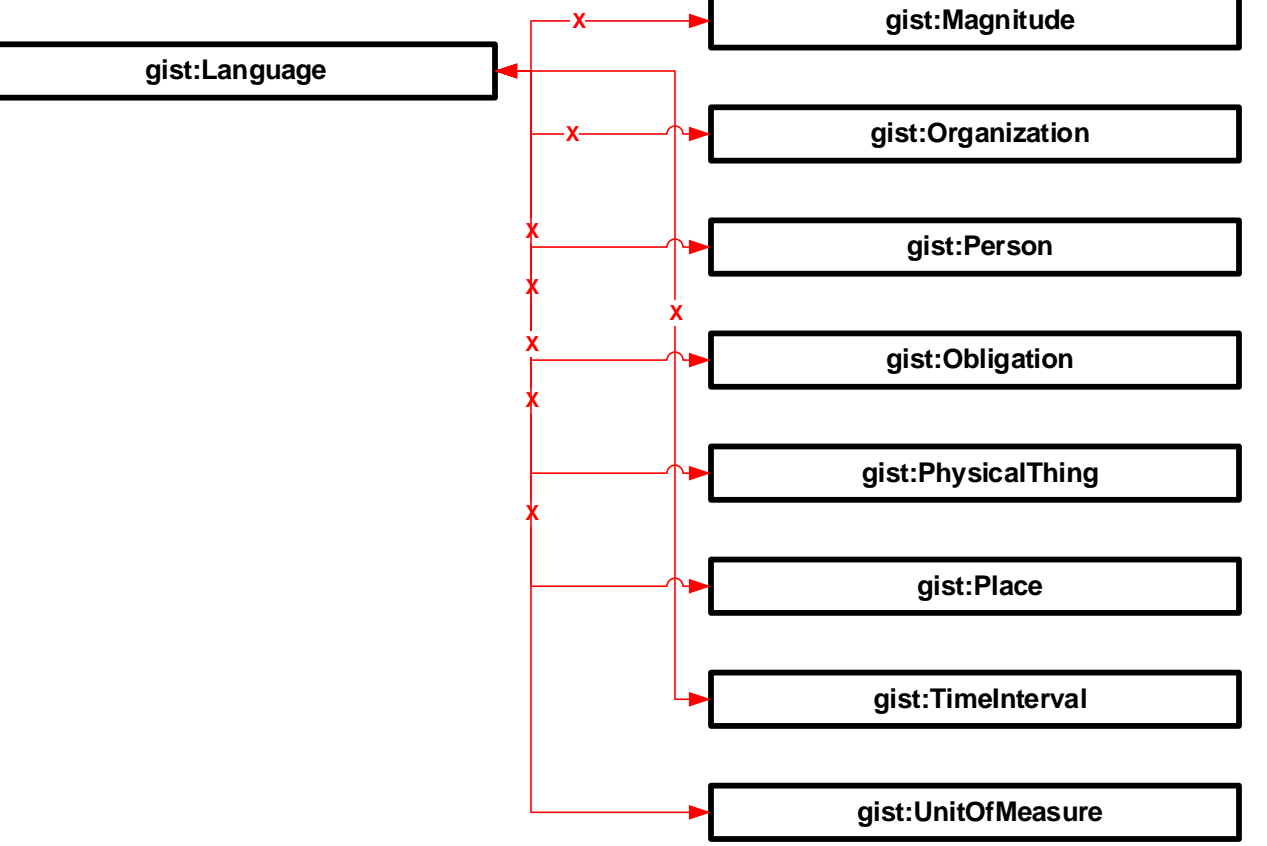 X
gist:Magnitude
gist:Language
X
gist:Organization
X
gist:Person
X
X
X
gist:Obligation
X
gist:PhysicalThing
X
gist:Place
gist:TimeInterval
gist:UnitOfMeasure